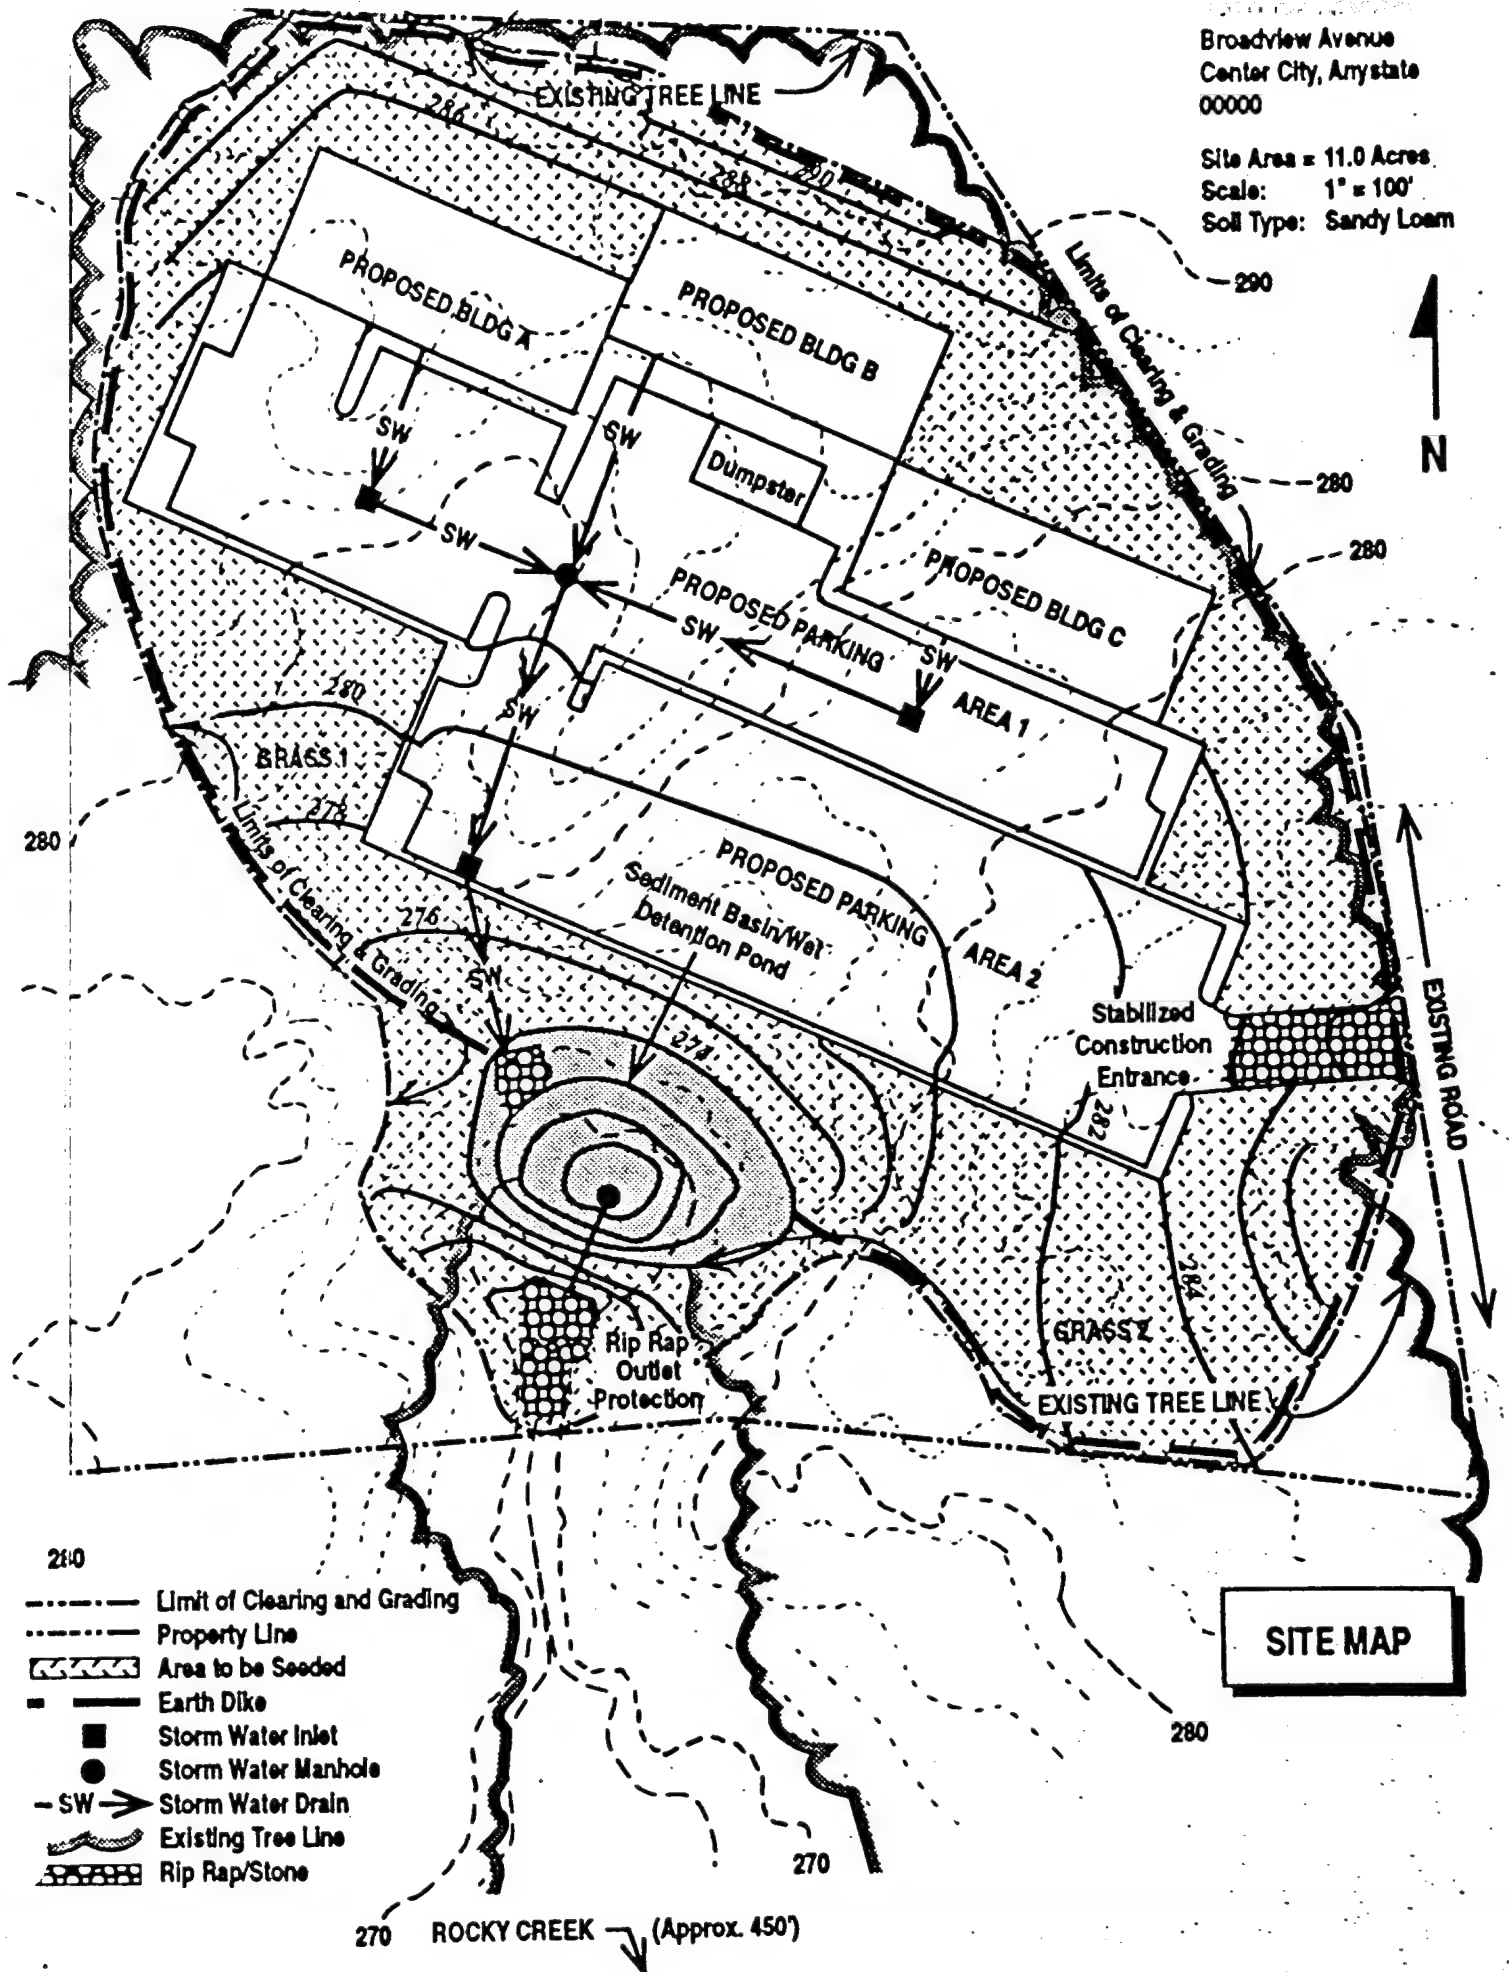 Broadview Avenue
Center City, Anystate
00000
Site Area = 11.0 Acres
Scale: 1" = 100'
Soil Type: Sandy Loam
EXISTING TREE LINE
286
288
290
290
Limits of Clearing & Grading
PROPOSED BLDG A
PROPOSED BLDG B
N
SW
SW
Dumpster
280
SW
280
PROPOSED BLDG C
PROPOSED PARKING
AREA 1
SW
SW
SW
280
GRASS 1
278
280
Limits of Clearing & Grading
PROPOSED PARKING
AREA 2
Sediment Basin/Wet
Detention Pond
276
SW
274
Stabilized
Construction
Entrance
EXISTING ROAD
282
284
GRASS 2
Rip Rap
Outlet
Protection
EXISTING TREE LINE
280
Limit of Clearing and Grading
Property Line
Area to be Seeded
Earth Dike
Storm Water Inlet
Storm Water Manhole
SW Storm Water Drain
Existing Tree Line
Rip Rap/Stone
SITE MAP
280
270
270
ROCKY CREEK (Approx. 450')